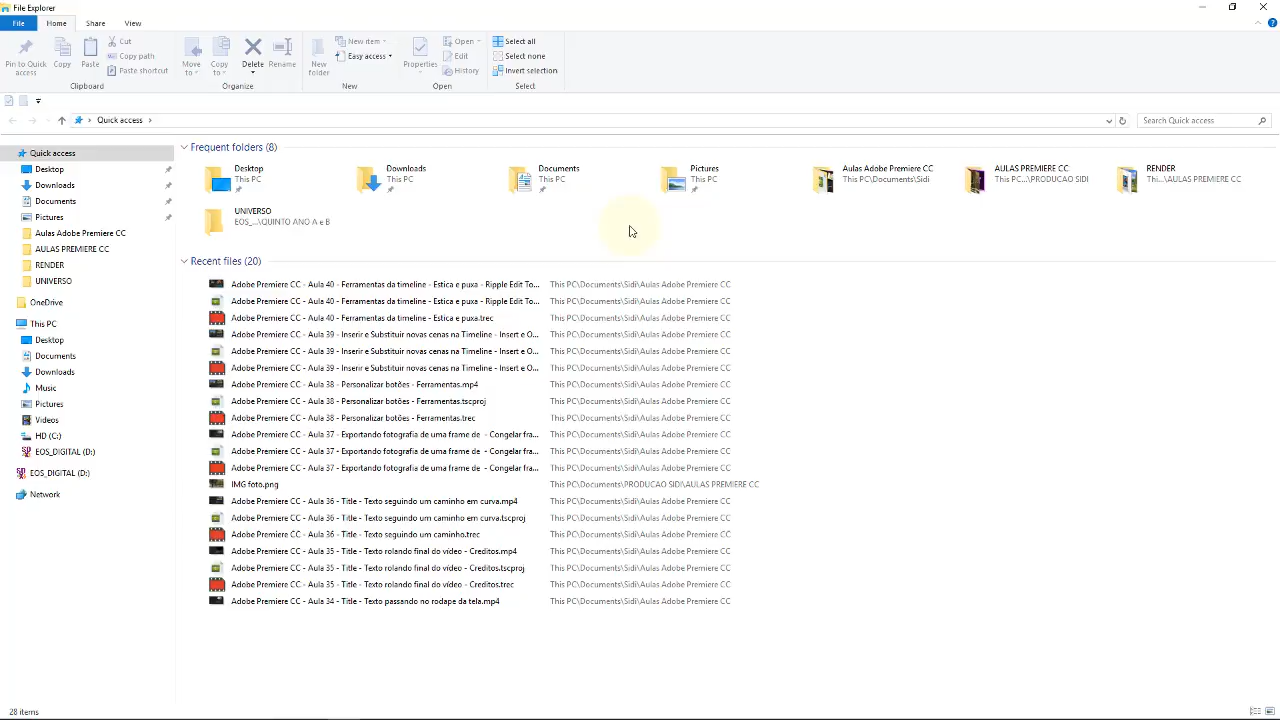 File Explorer
File Home Share View
Pin to Quick access
Copy
Paste
Cut
Copy path
Paste shortcut
Clipboard
Move to
Copy to
Delete
Rename
Organize
New folder
New item
Easy access
New
Properties
Open
Edit
History
Open
Select all
Select none
Invert selection
Select
Quick access
Search Quick access
Quick access
Desktop
Downloads
Documents
Pictures
Aulas Adobe Premiere CC
AULAS PREMIERE CC
RENDER
UNIVERSO
OneDrive
This PC
Desktop
Documents
Downloads
Music
Pictures
Videos
HD (C:)
EOS_DIGITAL (D:)
EOS_DIGITAL (D:)
Network
Frequent folders (8)
Desktop
This PC
Downloads
This PC
Documents
This PC
Pictures
This PC
Aulas Adobe Premiere CC
This PC\Documents\Sidi
AULAS PREMIERE CC
This PC...\PRODUCAO SIDI
RENDER
Thi...\AULAS PREMIERE CC
UNIVERSO
EOS_...\QUINTO ANO A e B
Recent files (20)
Adobe Premiere CC - Aula 40 - Ferramentas da timeline - Estica e puxa - Ripple Edit To... This PC\Documents\Sidi\Aulas Adobe Premiere CC
Adobe Premiere CC - Aula 40 - Ferramentas da timeline - Estica e puxa - Ripple Edit To... This PC\Documents\Sidi\Aulas Adobe Premiere CC
Adobe Premiere CC - Aula 40 - Ferramentas da timeline - Estica e puxa.trec This PC\Documents\Sidi\Aulas Adobe Premiere CC
Adobe Premiere CC - Aula 39 - Inserir e Substituir novas cenas na Timeline - Insert e O... This PC\Documents\Sidi\Aulas Adobe Premiere CC
Adobe Premiere CC - Aula 39 - Inserir e Substituir novas cenas na Timeline - Insert e O... This PC\Documents\Sidi\Aulas Adobe Premiere CC
Adobe Premiere CC - Aula 39 - Inserir e Substituir novas cenas na Timeline - Insert e O... This PC\Documents\Sidi\Aulas Adobe Premiere CC
Adobe Premiere CC - Aula 38 - Personalizar botões - Ferramentas.mp4 This PC\Documents\Sidi\Aulas Adobe Premiere CC
Adobe Premiere CC - Aula 38 - Personalizar botões - Ferramentas.tscproj This PC\Documents\Sidi\Aulas Adobe Premiere CC
Adobe Premiere CC - Aula 38 - Personalizar botões - Ferramentas.trec This PC\Documents\Sidi\Aulas Adobe Premiere CC
Adobe Premiere CC - Aula 37 - Exportando fotografia de uma frame de  - Congelar fra... This PC\Documents\Sidi\Aulas Adobe Premiere CC
Adobe Premiere CC - Aula 37 - Exportando fotografia de uma frame de  - Congelar fra... This PC\Documents\Sidi\Aulas Adobe Premiere CC
Adobe Premiere CC - Aula 37 - Exportando fotografia de uma frame de  - Congelar fra... This PC\Documents\Sidi\Aulas Adobe Premiere CC
IMG foto.png This PC\Documents\PRODUCAO SIDI\AULAS PREMIERE CC
Adobe Premiere CC - Aula 36 - Title - Texto seguindo um caminho em curva.mp4 This PC\Documents\Sidi\Aulas Adobe Premiere CC
Adobe Premiere CC - Aula 36 - Title - Texto seguindo um caminho em curva.tscproj This PC\Documents\Sidi\Aulas Adobe Premiere CC
Adobe Premiere CC - Aula 36 - Title - Texto seguindo um caminho.trec This PC\Documents\Sidi\Aulas Adobe Premiere CC
Adobe Premiere CC - Aula 35 - Title - Texto rolando final do vídeo - Creditos.mp4 This PC\Documents\Sidi\Aulas Adobe Premiere CC
Adobe Premiere CC - Aula 35 - Title - Texto rolando final do vídeo - Creditos.tscproj This PC\Documents\Sidi\Aulas Adobe Premiere CC
Adobe Premiere CC - Aula 35 - Title - Texto rolando final do vídeo - Creditos.trec This PC\Documents\Sidi\Aulas Adobe Premiere CC
Adobe Premiere CC - Aula 34 - Title - Texto passando no rodape da tela.mp4 This PC\Documents\Sidi\Aulas Adobe Premiere CC
28 items